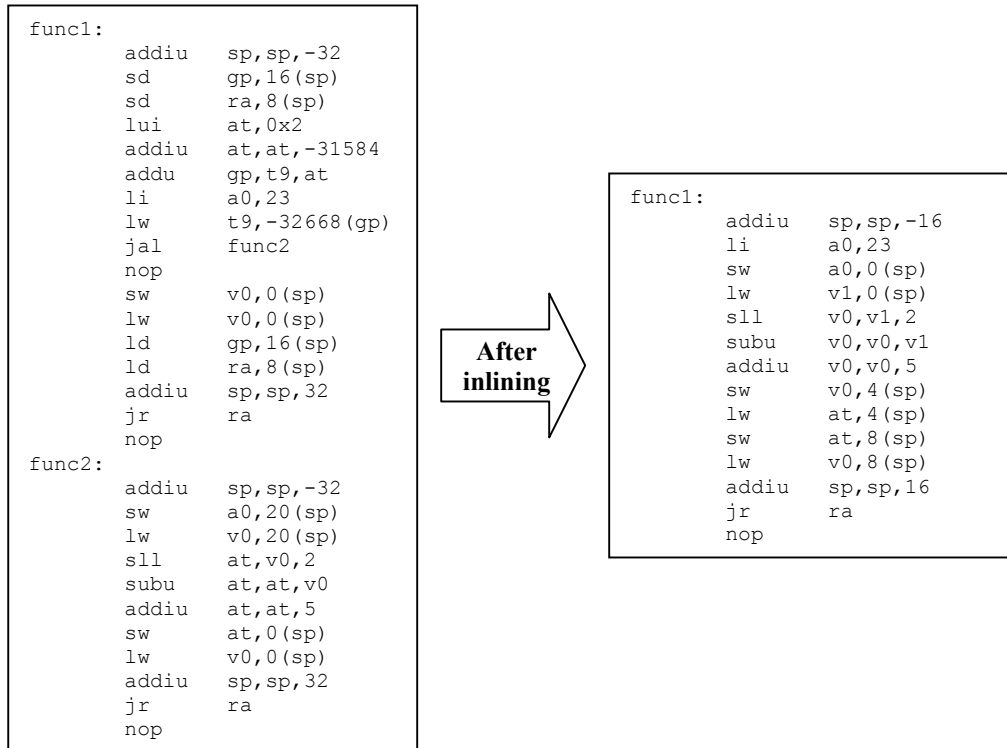 func1:
addiu sp,sp,-32
sd gp,16(sp)
sd ra,8(sp)
lui at,0x2
addiu at,at,-31584
addu gp,t9,at
li a0,23
lw t9,-32668(gp)
jal func2
nop
sw v0,0(sp)
lw v0,0(sp)
ld gp,16(sp)
ld ra,8(sp)
addiu sp,sp,32
jr ra
nop
func2:
addiu sp,sp,-32
sw a0,20(sp)
lw v0,20(sp)
sll at,v0,2
subu at,at,v0
addiu at,at,5
sw at,0(sp)
lw v0,0(sp)
addiu sp,sp,32
jr ra
nop
After
inlining
func1:
addiu sp,sp,-16
li a0,23
sw a0,0(sp)
lw v1,0(sp)
sll v0,v1,2
subu v0,v0,v1
addiu v0,v0,5
sw v0,4(sp)
lw at,4(sp)
sw at,8(sp)
lw v0,8(sp)
addiu sp,sp,16
jr ra
nop